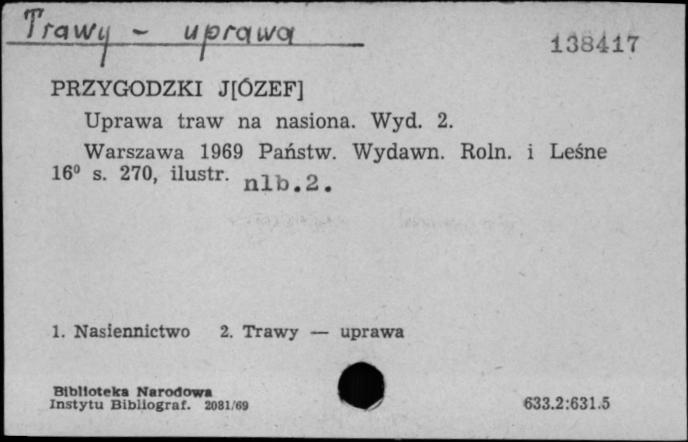 Trawy - uprawa
138417
PRZYGODZKI J[ÓZEF]
Uprawa traw na nasiona. Wyd. 2.
Warszawa 1969 Państw. Wydawn. Roln. i Leśne
16⁰ s. 270, ilustr. nlb.2.
1. Nasiennictwo 2. Trawy — uprawa
Biblioteka Narodowa
Instytu Bibliograf. 2081/69
633.2:631.5